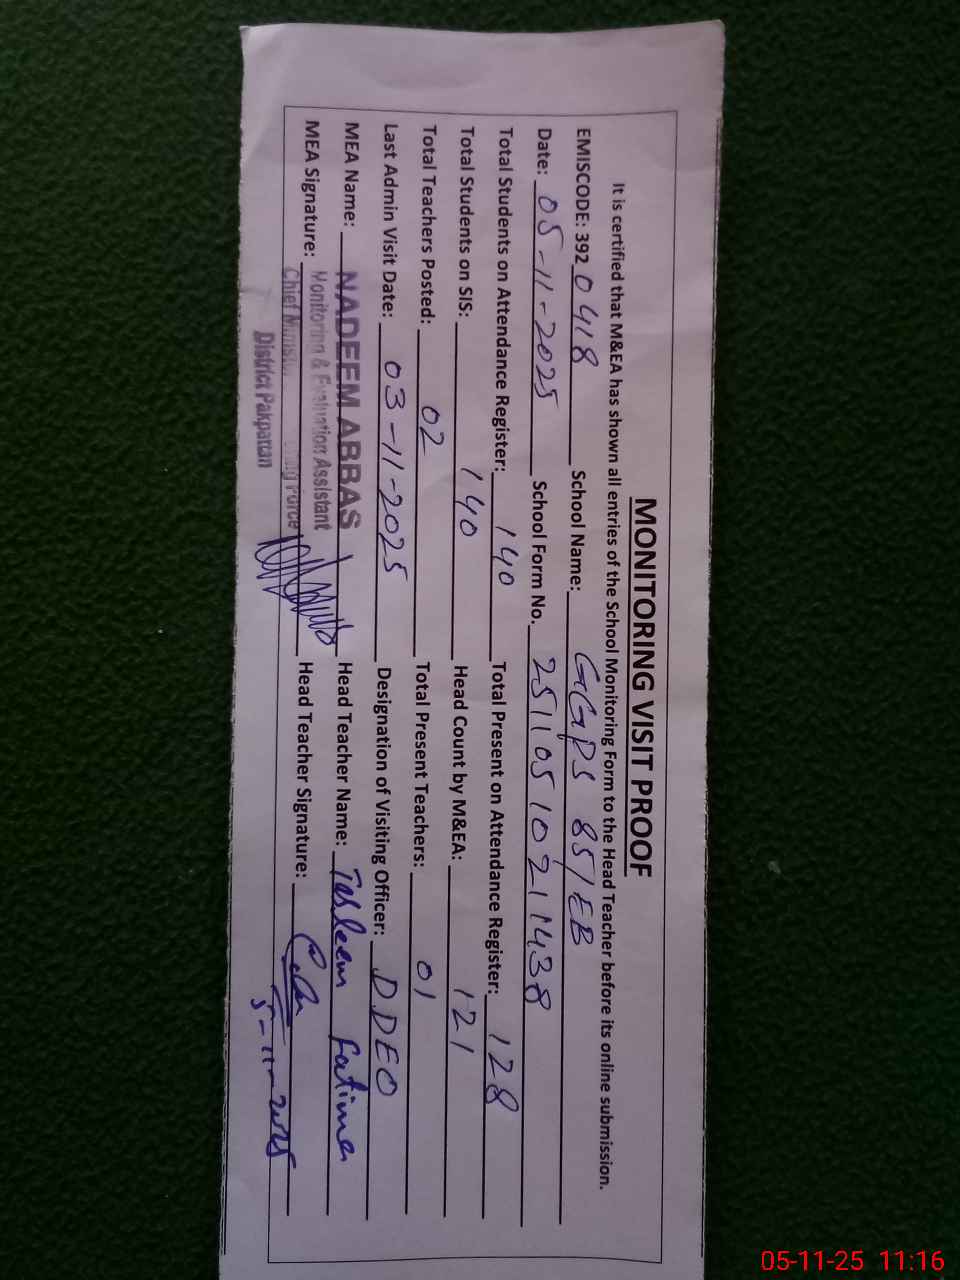 MONITORING VISIT PROOF
It is certified that M&EA has shown all entries of the School Monitoring Form to the Head Teacher before its online submission.
EMISCODE: 3920418 School Name: GGPS 85/EB
Date: 05-11-2025 School Form No. 25110510211438
Total Students on Attendance Register: 140 Total Present on Attendance Register: 128
Total Students on SIS: 140 Head Count by M&EA: 121
Total Teachers Posted: 02 Total Present Teachers: 01
Last Admin Visit Date: 03-11-2025 Designation of Visiting Officer: D.DEO
MEA Name: NADEEM ABBAS Head Teacher Name: Tasleem Fatima
Monitoring & Evaluation Assistant
MEA Signature: Chief Force Head Teacher Signature:
District Pakpattan
5-11-2025
05-11-25 11:16